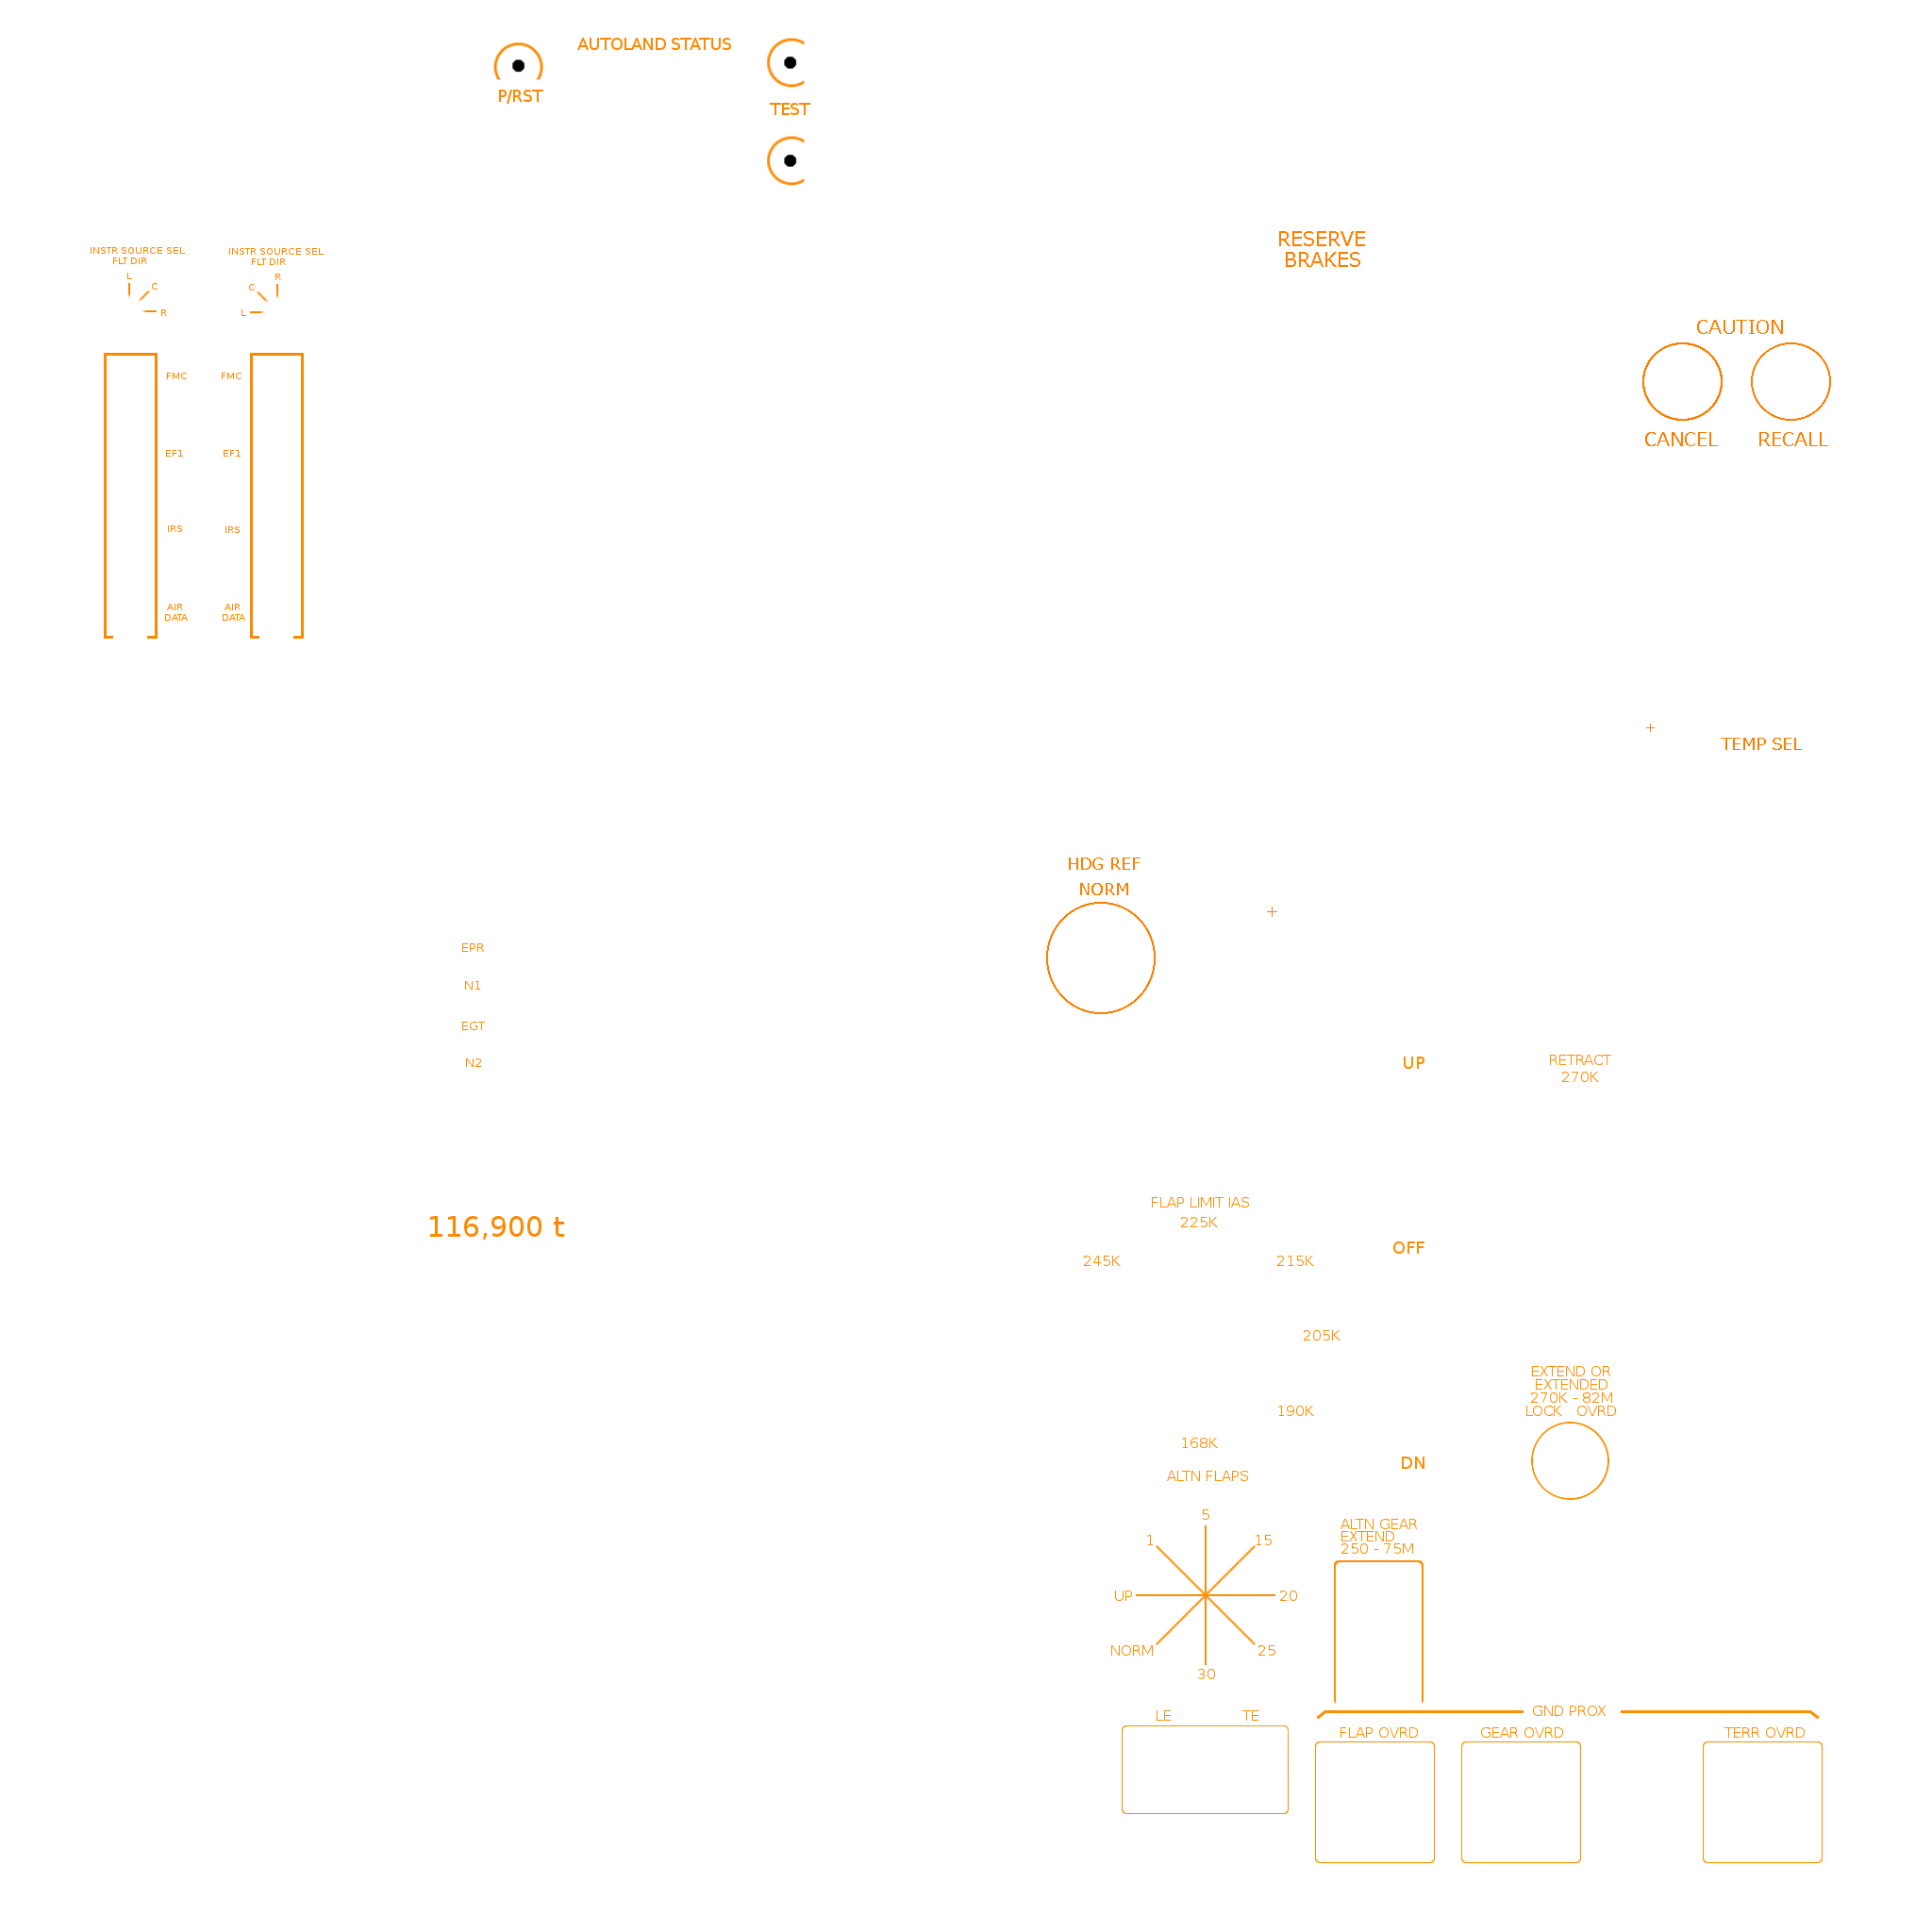 AUTOLAND STATUS
P/RST
TEST
INSTR SOURCE SEL
FLT DIR
L
C
R
INSTR SOURCE SEL
FLT DIR
R
C
L
FMC
FMC
EF1
EF1
IRS
IRS
AIR
DATA
AIR
DATA
RESERVE
BRAKES
CAUTION
CANCEL
RECALL
+
TEMP SEL
HDG REF
NORM
+
EPR
N1
EGT
N2
116,900 t
UP
RETRACT
270K
FLAP LIMIT IAS
225K
245K
215K
OFF
205K
190K
168K
EXTEND OR
EXTENDED
270K - 82M
LOCK OVRD
DN
ALTN FLAPS
5
1
15
UP
20
NORM
25
30
ALTN GEAR
EXTEND
250 - 75M
LE
TE
GND PROX
FLAP OVRD
GEAR OVRD
TERR OVRD